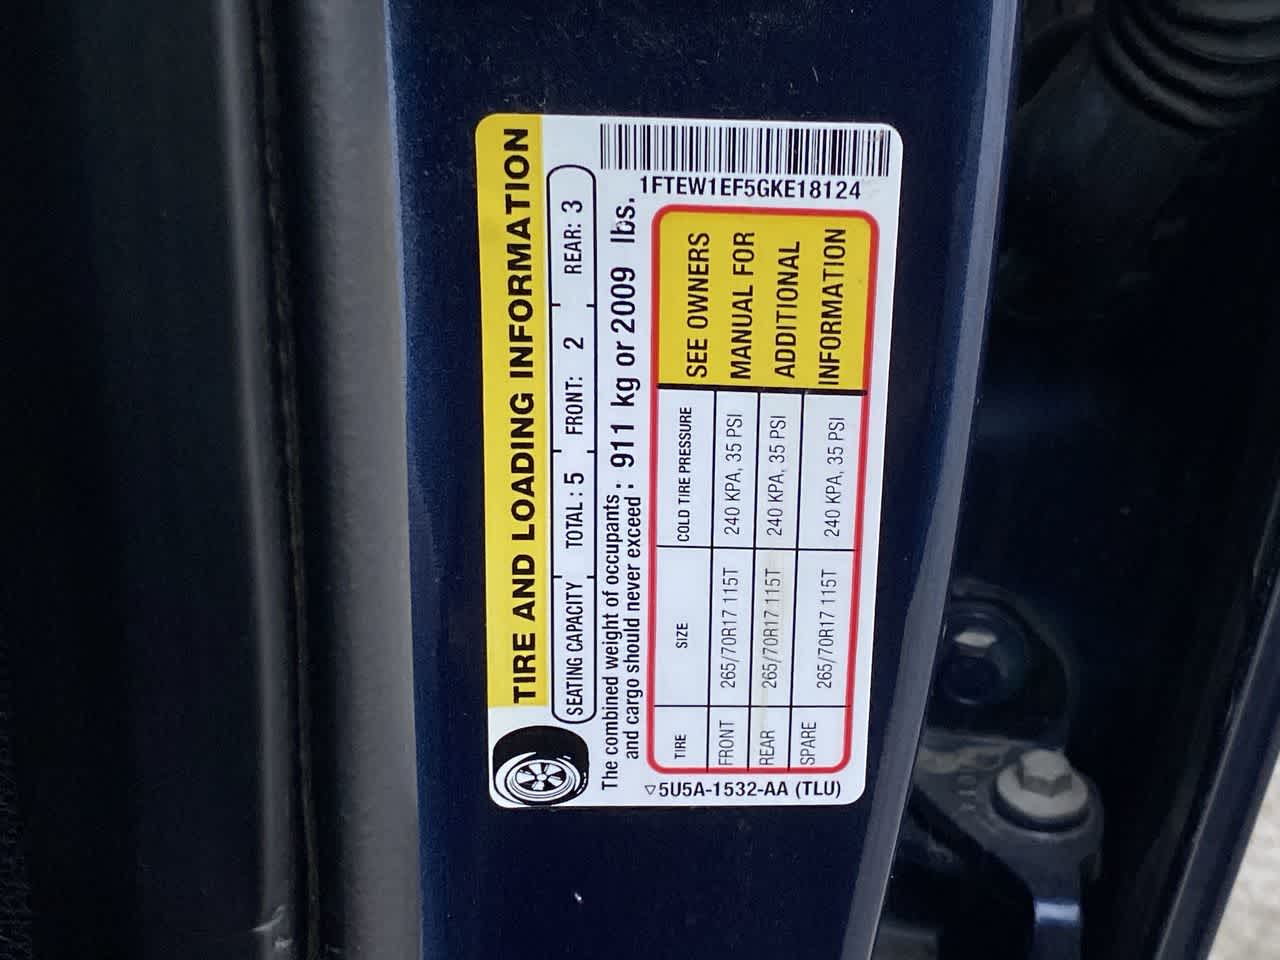 TIRE AND LOADING INFORMATION
SEATING CAPACITY TOTAL : 5 FRONT: 2 REAR: 3
The combined weight of occupants and cargo should never exceed : 911 kg or 2009 lbs.
TIRE SIZE COLD TIRE PRESSURE
FRONT 265/70R17 115T 240 KPA, 35 PSI
REAR 265/70R17 115T 240 KPA, 35 PSI
SPARE 265/70R17 115T 240 KPA, 35 PSI
SEE OWNERS
MANUAL FOR
ADDITIONAL
INFORMATION
1FTEW1EF5GKE18124
▽5U5A-1532-AA (TLU)